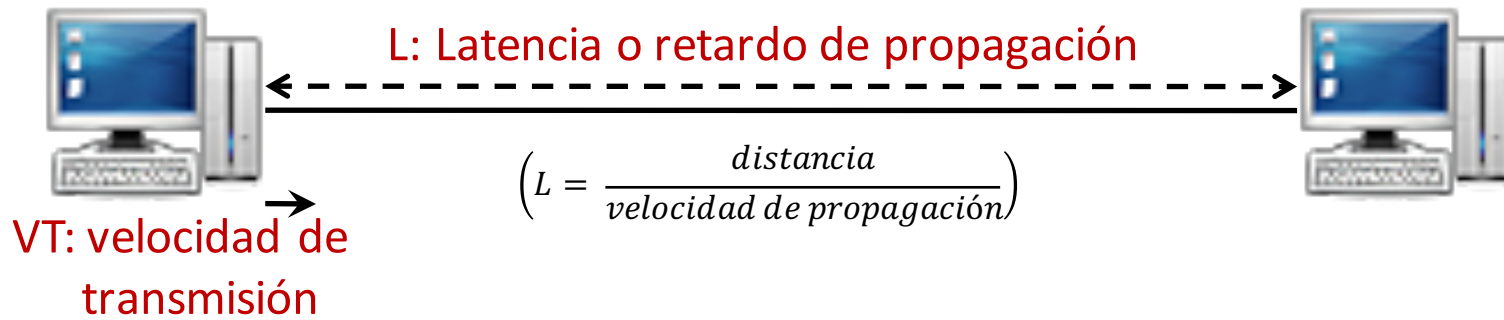 L: Latencia o retardo de propagación
(L = distancia / velocidad de propagación)
VT: velocidad de
transmisión